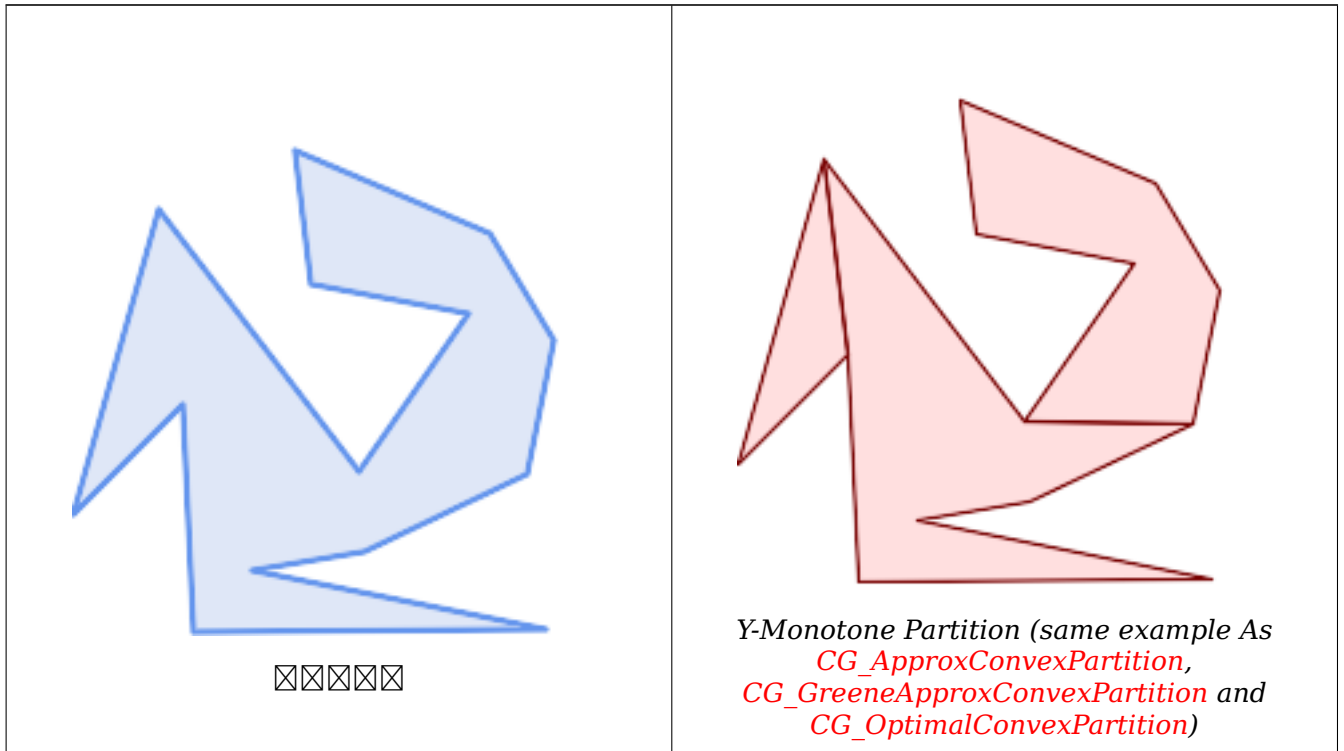 Y-Monotone Partition (same example As
CG_ApproxConvexPartition,
CG_GreeneApproxConvexPartition and
CG_OptimalConvexPartition)